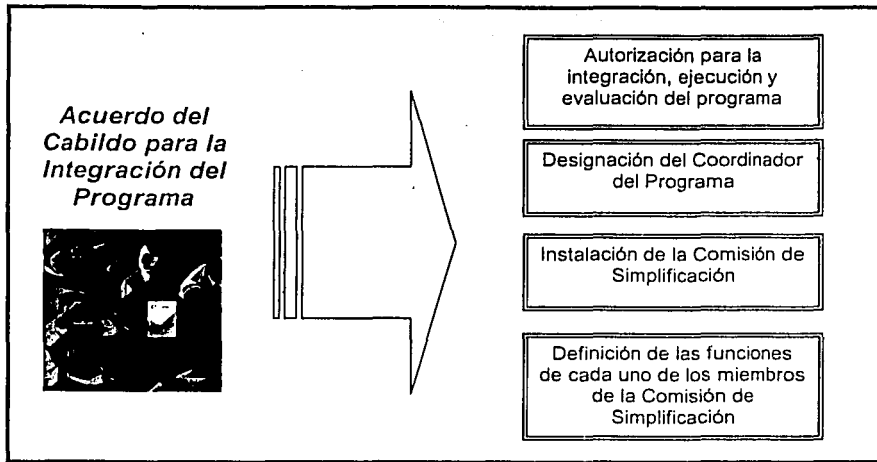 Acuerdo del
Cabildo para la
Integración del
Programa
Autorización para la
integración, ejecución y
evaluación del programa
Designación del Coordinador
del Programa
Instalación de la Comisión de
Simplificación
Definición de las funciones
de cada uno de los miembros
de la Comisión de
Simplificación